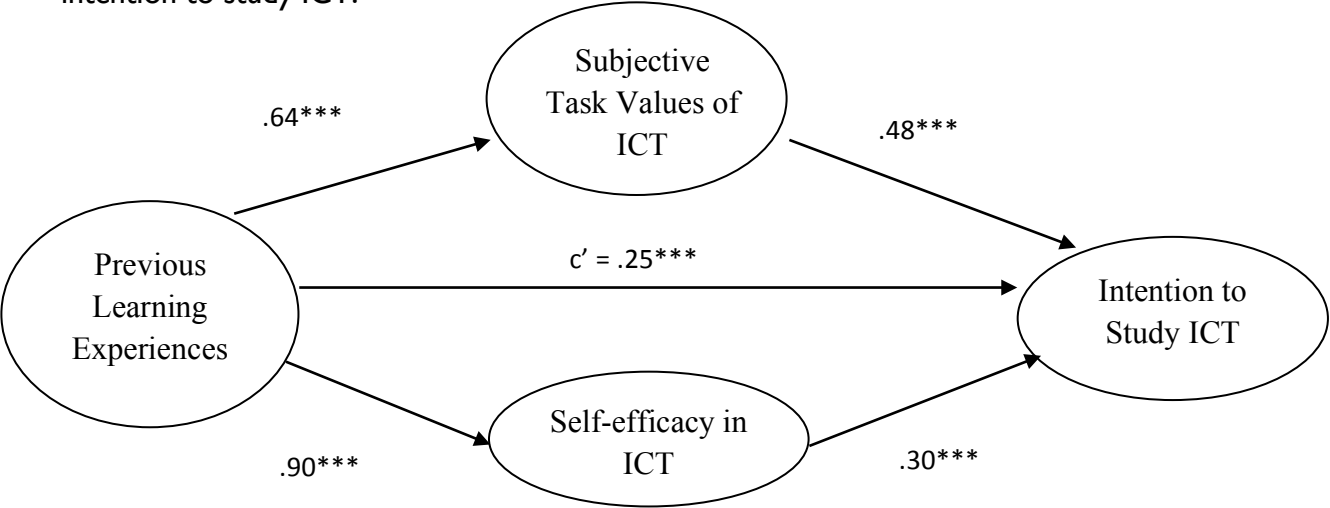 intention to study ICT.
Subjective
Task Values of
ICT
.64***
.48***
c’ = .25***
Previous
Learning
Experiences
Intention to
Study ICT
Self-efficacy in
ICT
.90***
.30***